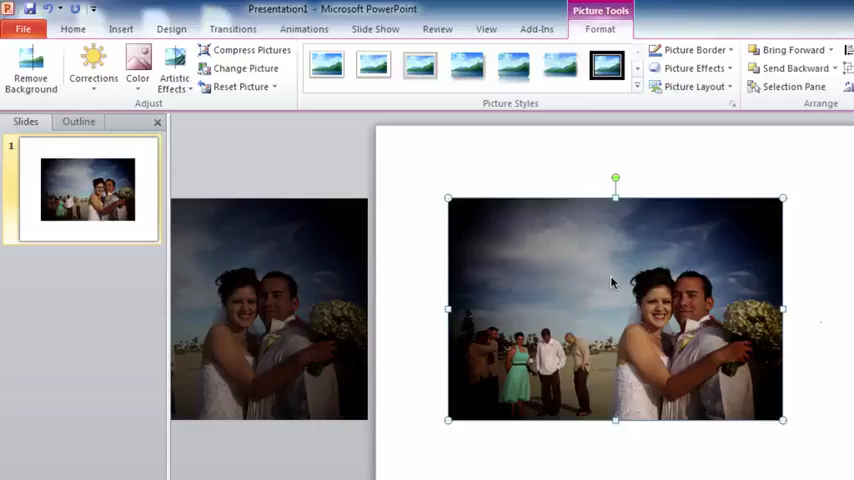 Presentation1 - Microsoft PowerPoint
Picture Tools
File Home Insert Design Transitions Animations Slide Show Review View Add-Ins Format
Remove Background
Corrections
Color
Artistic Effects
Compress Pictures
Change Picture
Reset Picture
Picture Border
Picture Effects
Picture Layout
Bring Forward
Send Backward
Selection Pane
Adjust
Picture Styles
Arrange
Slides Outline
1